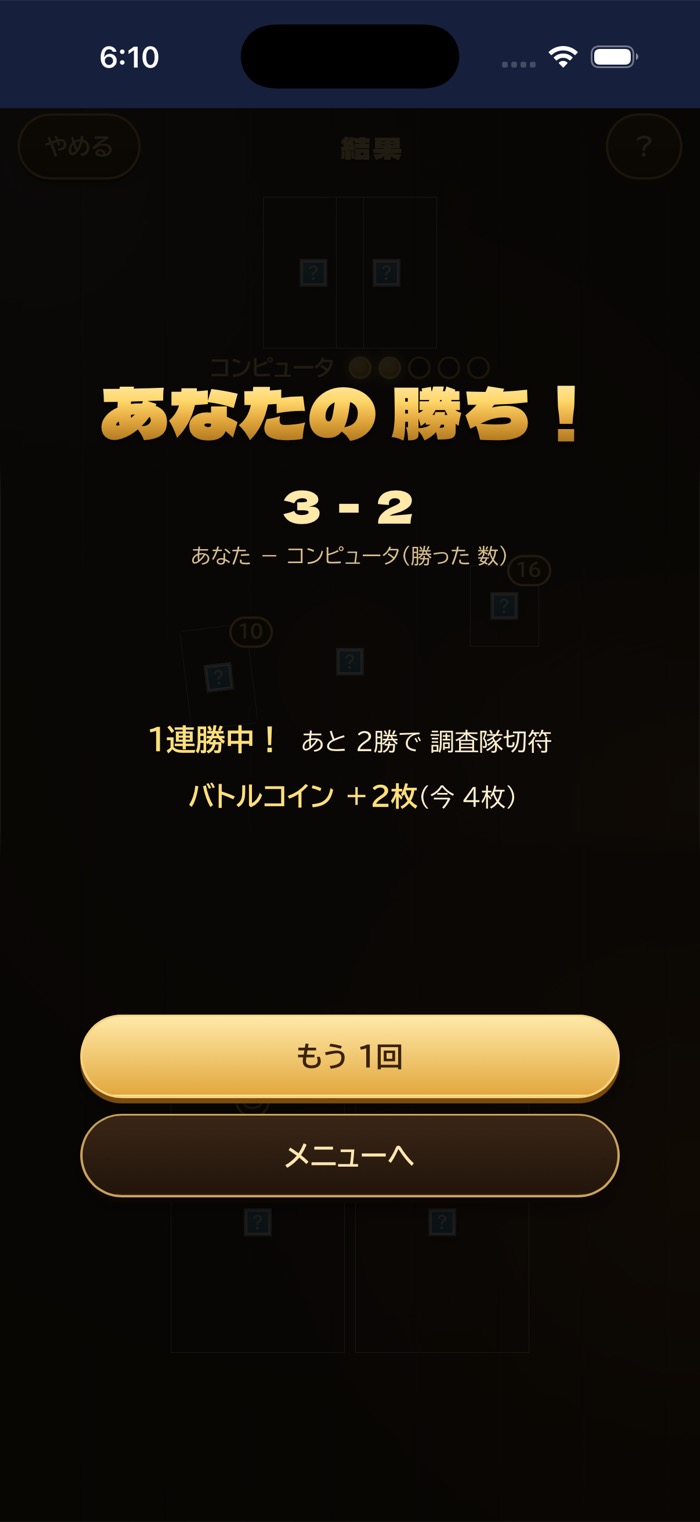 6:10
やめる
結果
?
コンピュータ
あなたの 勝ち！
3 - 2
あなた － コンピュータ(勝った 数)
16
10
1連勝中！ あと 2勝で 調査隊切符
バトルコイン ＋2枚(今 4枚)
もう 1回
メニューへ